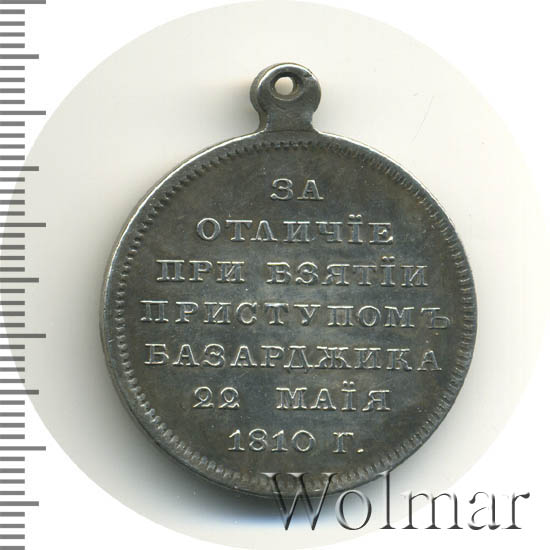 ЗА
ОТЛИЧІЕ
ПРИ ВЗЯТІИ
ПРИСТУПОМЪ
БАЗАРДЖИКА
22 МАІЯ
1810 Г.
Wolmar